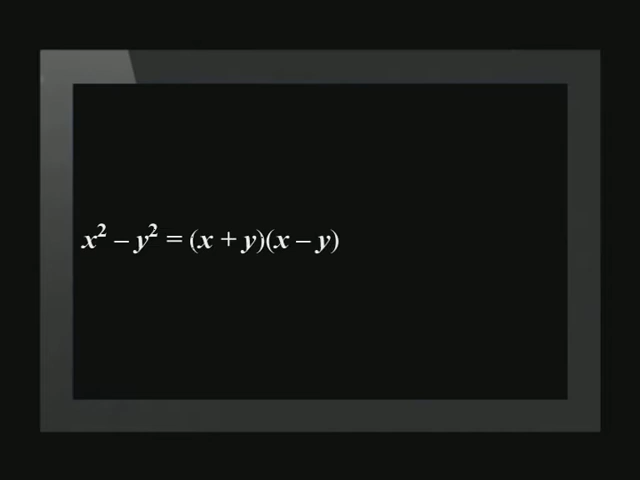 x² – y² = (x + y)(x – y)